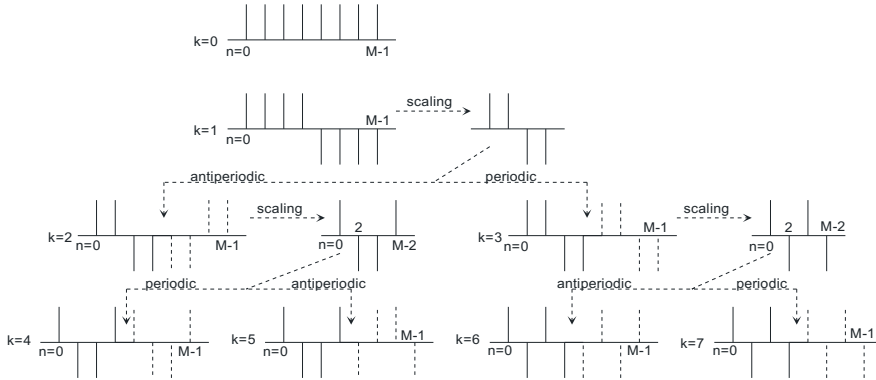 k=0
n=0 M-1
scaling
M-1
k=1
n=0
antiperiodic periodic
scaling scaling
k=2 n=0 M-1 2 n=0 M-2 k=3 n=0 M-1 2 n=0 M-2
periodic antiperiodic antiperiodic periodic
k=4 n=0 M-1 k=5 n=0 M-1 k=6 n=0 M-1 k=7 n=0 M-1